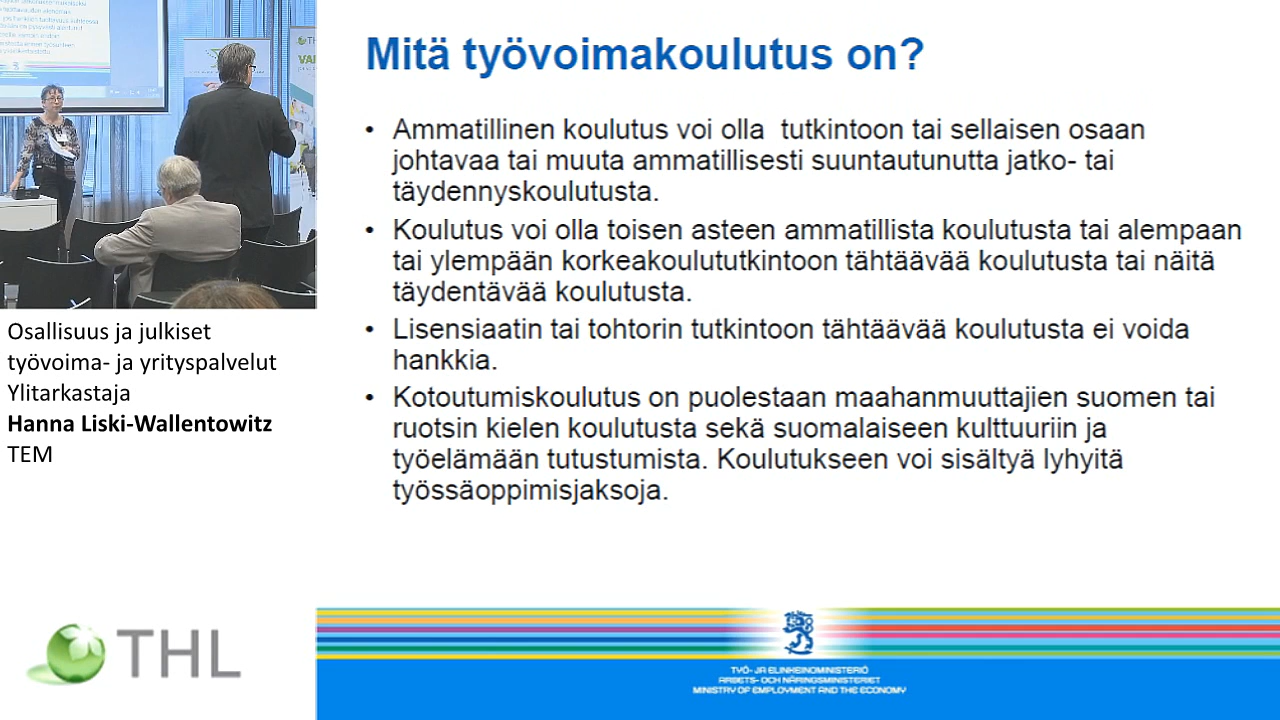 Mitä työvoimakoulutus on?
• Ammatillinen koulutus voi olla  tutkintoon tai sellaisen osaan
johtavaa tai muuta ammatillisesti suuntautunutta jatko- tai
täydennyskoulutusta.
• Koulutus voi olla toisen asteen ammatillista koulutusta tai alempaan
tai ylempään korkeakoulututkintoon tähtäävää koulutusta tai näitä
täydentävää koulutusta.
• Lisensiaatin tai tohtorin tutkintoon tähtäävää koulutusta ei voida
hankkia.
• Kotoutumiskoulutus on puolestaan maahanmuuttajien suomen tai
ruotsin kielen koulutusta sekä suomalaiseen kulttuuriin ja
työelämään tutustumista. Koulutukseen voi sisältyä lyhyitä
työssäoppimisjaksoja.
Osallisuus ja julkiset
työvoima- ja yrityspalvelut
Ylitarkastaja
Hanna Liski-Wallentowitz
TEM
THL
TYÖ- JA ELINKEINOMINISTERIÖ
ARBETS- OCH NÄRINGSMINISTERIET
MINISTRY OF EMPLOYMENT AND THE ECONOMY